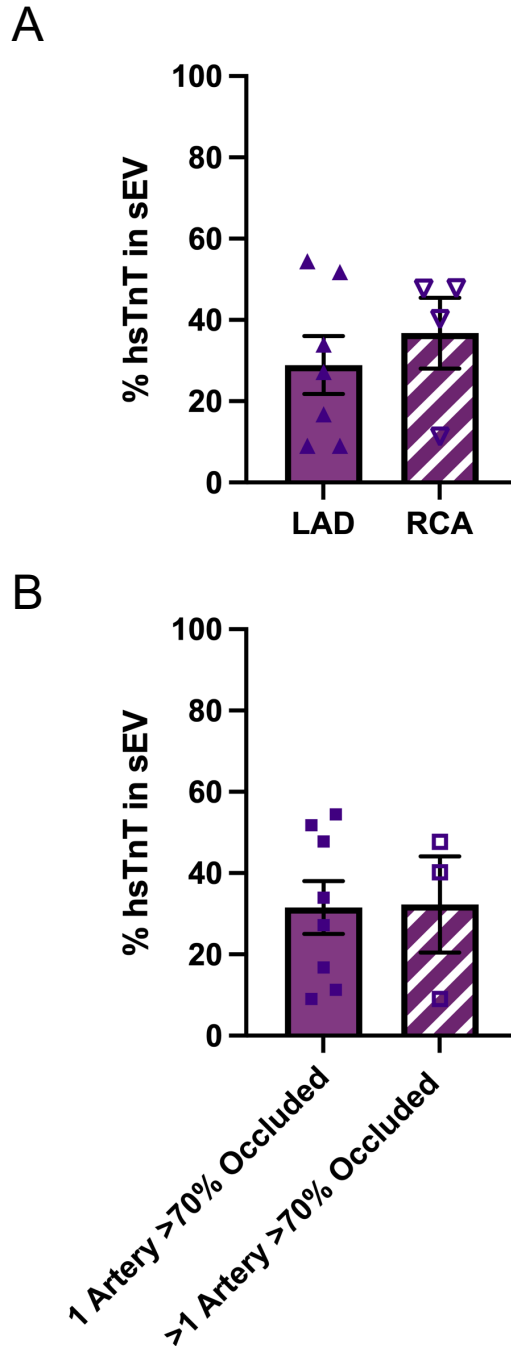 A
% hsTnT in sEV
100
80
60
40
20
0
LAD RCA
B
% hsTnT in sEV
100
80
60
40
20
0
1 Artery >70% Occluded
>1 Artery >70% Occluded